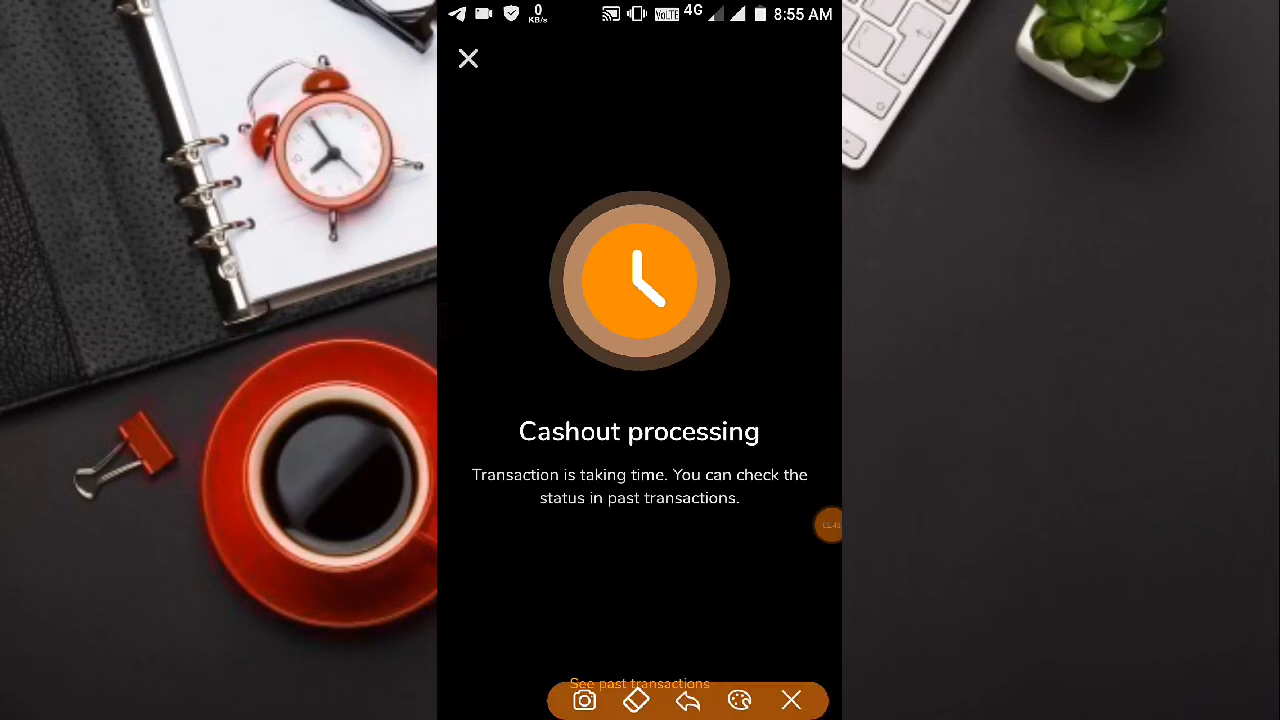 0
KB/s
VoLTE
4G
8:55 AM
Cashout processing
Transaction is taking time. You can check the
status in past transactions.
See past transactions